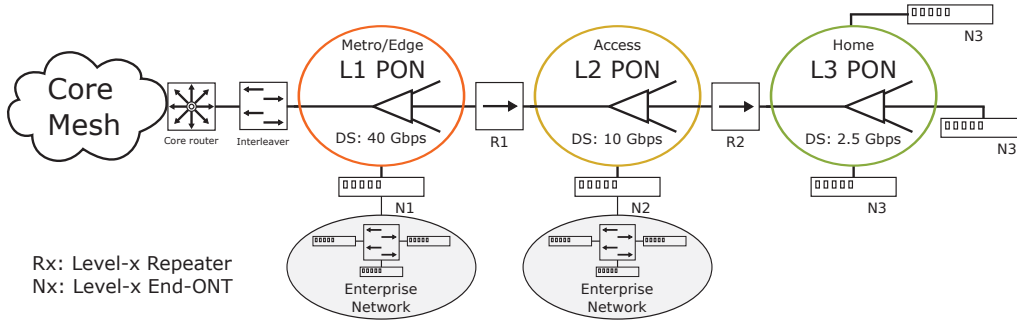 Core
Mesh
Core router
Interleaver
Metro/Edge
L1 PON
DS: 40 Gbps
R1
Access
L2 PON
DS: 10 Gbps
R2
Home
L3 PON
DS: 2.5 Gbps
N3
N3
N3
N1
N2
Enterprise
Network
Enterprise
Network
Rx: Level-x Repeater
Nx: Level-x End-ONT